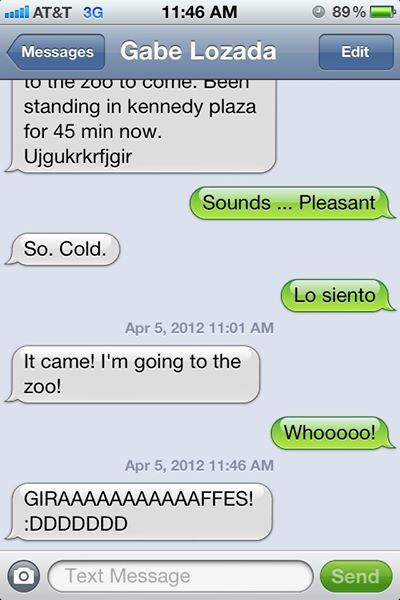 AT&T 3G 11:46 AM 89%
Messages Gabe Lozada Edit
to the zoo to come. Been
standing in kennedy plaza
for 45 min now.
Ujgukrkrfjgir
Sounds ... Pleasant
So. Cold.
Lo siento
Apr 5, 2012 11:01 AM
It came! I'm going to the
zoo!
Whooooo!
Apr 5, 2012 11:46 AM
GIRAAAAAAAAAAAFFES!
:DDDDDDD
Text Message Send